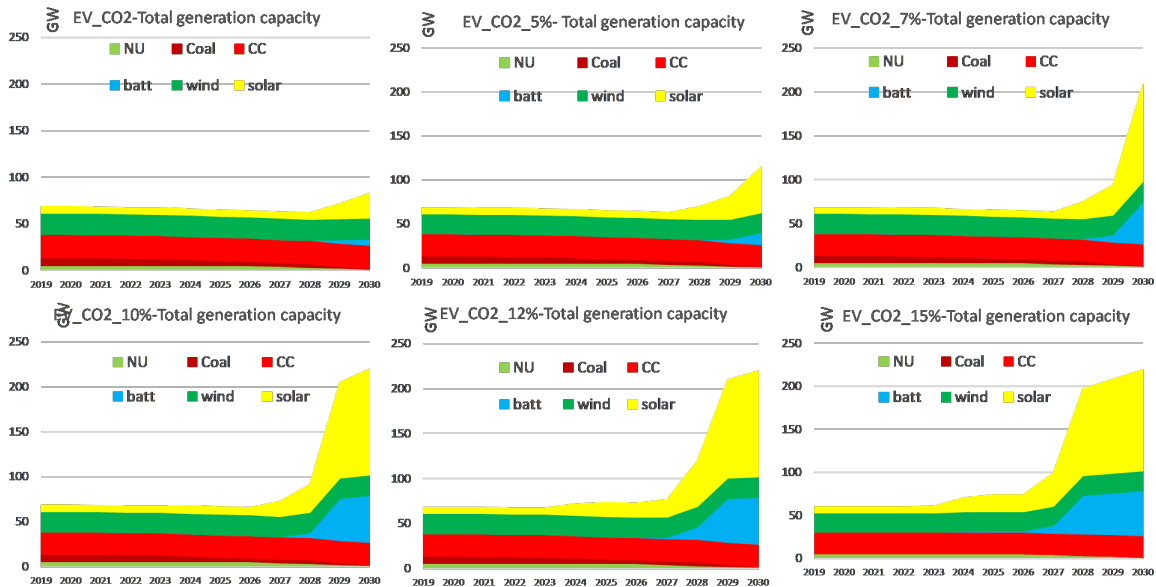 GW
EV_CO2-Total generation capacity
250
200
150
100
50
0
NU Coal CC
batt wind solar
2019 2020 2021 2022 2023 2024 2025 2026 2027 2028 2029 2030
GW
EV_CO2_5%- Total generation capacity
250
200
150
100
50
0
NU Coal CC
batt wind solar
2019 2020 2021 2022 2023 2024 2025 2026 2027 2028 2029 2030
GW
EV_CO2_7%-Total generation capacity
250
200
150
100
50
0
NU Coal CC
batt wind solar
2019 2020 2021 2022 2023 2024 2025 2026 2027 2028 2029 2030
GW
EV_CO2_10%-Total generation capacity
250
200
150
100
50
0
NU Coal CC
batt wind solar
2019 2020 2021 2022 2023 2024 2025 2026 2027 2028 2029 2030
GW
EV_CO2_12%-Total generation capacity
250
200
150
100
50
0
NU Coal CC
batt wind solar
2019 2020 2021 2022 2023 2024 2025 2026 2027 2028 2029 2030
GW
EV_CO2_15%-Total generation capacity
250
200
150
100
50
0
NU Coal CC
batt wind solar
2019 2020 2021 2022 2023 2024 2025 2026 2027 2028 2029 2030